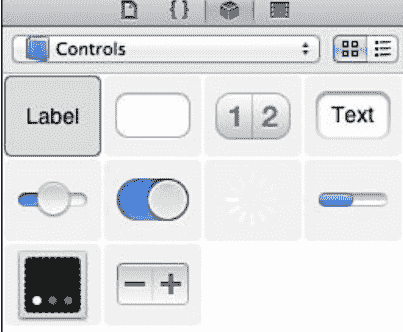 {}
Controls
Label
1 2
Text
− +